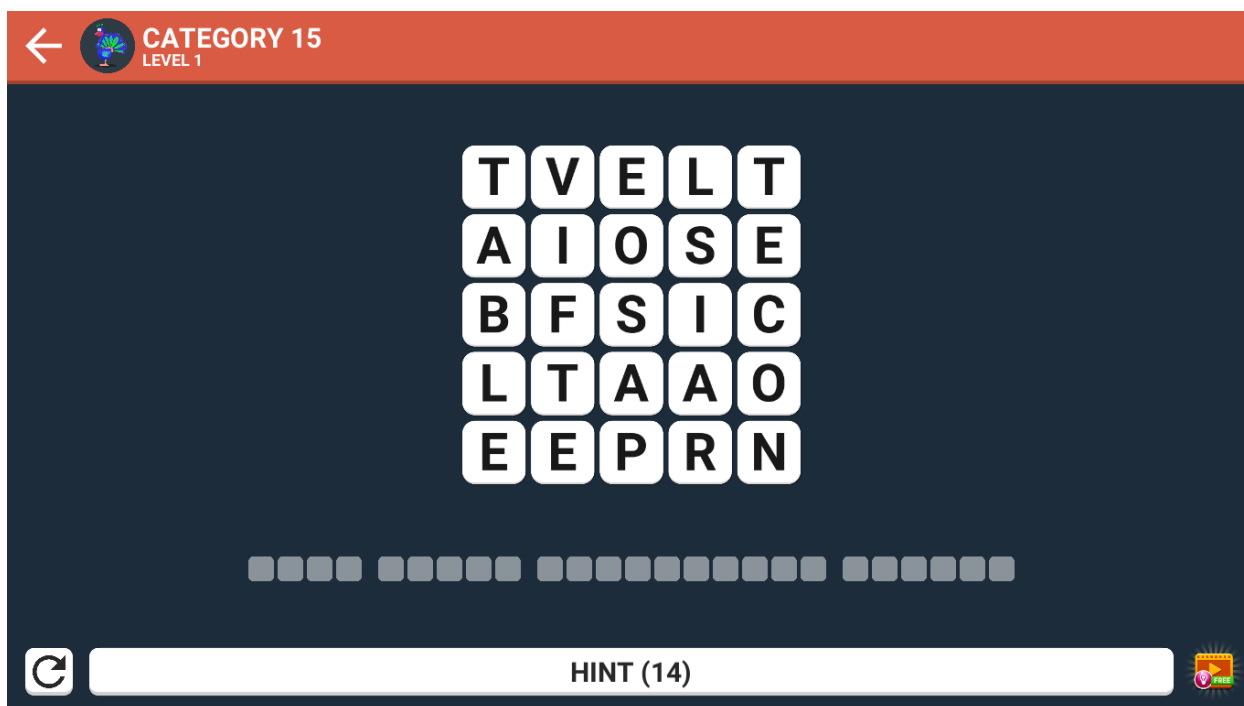 CATEGORY 15
LEVEL 1
T V E L T
A I O S E
B F S I C
L T A A O
E E P R N
HINT (14)
FREE